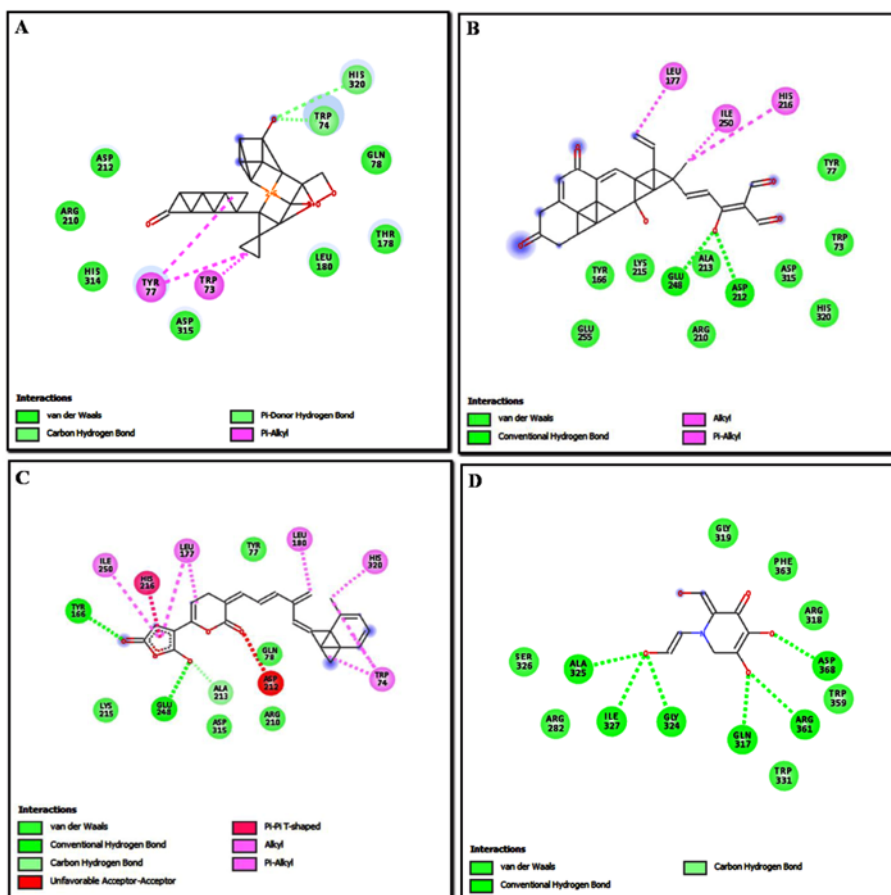 A
HIS
320
TRP
74
ASP
212
GLN
78
ARG
210
THR
178
LEU
180
HIS
314
TYR
77
TRP
73
ASP
315
Interactions
van der Waals
Carbon Hydrogen Bond
Pi-Donor Hydrogen Bond
Pi-Alkyl
B
LEU
177
HIS
216
ILE
250
TYR
77
TRP
73
LYS
215
ALA
213
TYR
166
GLU
248
ASP
315
ASP
212
HIS
320
GLU
255
ARG
210
Interactions
van der Waals
Conventional Hydrogen Bond
Alkyl
Pi-Alkyl
C
LEU
180
LEU
177
TYR
77
ILE
250
HIS
320
HIS
216
TYR
166
GLN
78
TRP
74
ASP
212
ALA
213
LYS
215
GLU
248
ASP
315
ARG
210
Interactions
van der Waals
Conventional Hydrogen Bond
Carbon Hydrogen Bond
Unfavorable Acceptor-Acceptor
Pi-Pi T-shaped
Alkyl
Pi-Alkyl
D
GLY
319
PHE
363
ARG
318
SER
326
ALA
325
ASP
368
TRP
359
ARG
282
ILE
327
GLY
324
GLN
317
ARG
361
TRP
331
Interactions
van der Waals
Conventional Hydrogen Bond
Carbon Hydrogen Bond